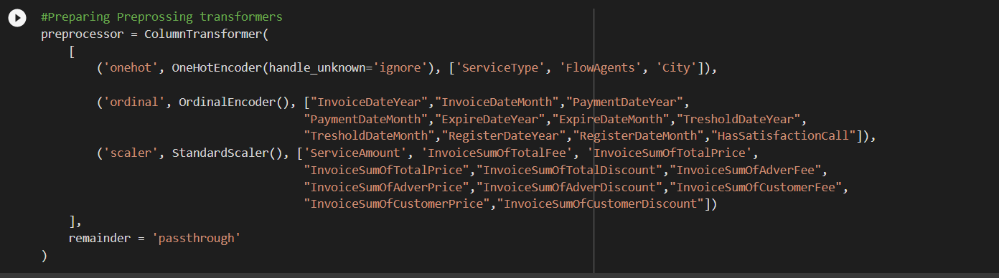 #Preparing Preprossing transformers
preprocessor = ColumnTransformer(
    [
        ('onehot', OneHotEncoder(handle_unknown='ignore'), ['ServiceType', 'FlowAgents', 'City']),
        ('ordinal', OrdinalEncoder(), ["InvoiceDateYear","InvoiceDateMonth","PaymentDateYear",
                                      "PaymentDateMonth","ExpireDateYear","ExpireDateMonth","TresholdDateYear",
                                      "TresholdDateMonth","RegisterDateYear","RegisterDateMonth","HasSatisfactionCall"]),
        ('scaler', StandardScaler(), ['ServiceAmount', 'InvoiceSumOfTotalFee', 'InvoiceSumOfTotalPrice',
                                      "InvoiceSumOfTotalPrice","InvoiceSumOfTotalDiscount","InvoiceSumOfAdverFee",
                                      "InvoiceSumOfAdverPrice","InvoiceSumOfAdverDiscount","InvoiceSumOfCustomerFee",
                                      "InvoiceSumOfCustomerPrice","InvoiceSumOfCustomerDiscount"])
    ],
    remainder = 'passthrough'
)